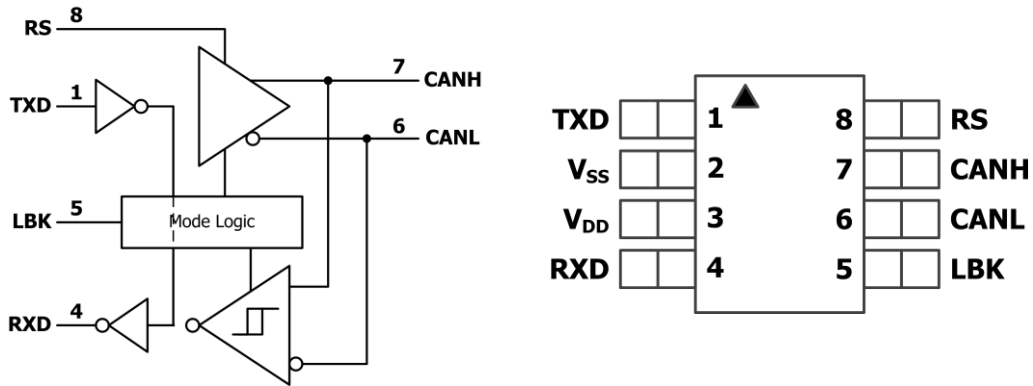 RS 8
7 CANH
TXD 1
6 CANL
LBK 5
Mode Logic
RXD 4
TXD 1 8 RS
VSS 2 7 CANH
VDD 3 6 CANL
RXD 4 5 LBK